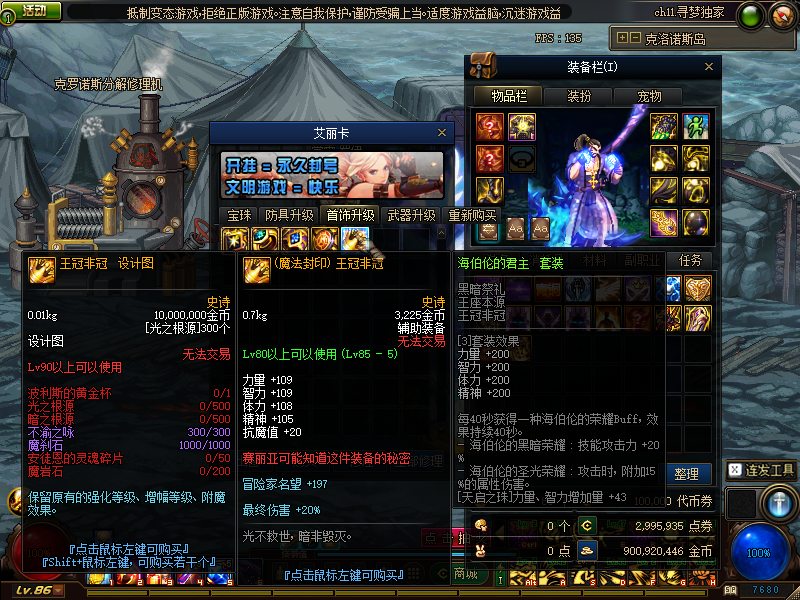 活动
抵制变态游戏,拒绝正版游戏。注意自我保护,谨防受骗上当。适度游戏益脑,沉迷游戏益
ch11.寻梦独家
FPS : 135
克洛诺斯岛
克罗诺斯分解修理机
艾丽卡
开挂 = 永久封号
文明游戏 = 快乐
宝珠
防具升级
首饰升级
武器升级
重新购买
装备栏(I)
物品栏
装扮
宠物
材料
副职业
任务
王冠非冠 设计图
史诗
0.01kg
10,000,000金币
[光之根源]300个
设计图
无法交易
Lv90以上可以使用
波利斯的黄金杯
0/1
光之根源
0/500
暗之根源
0/500
不渝之咏
300/300
魔刹石
1000/1000
安徒恩的灵魂碎片
0/50
魔岩石
0/200
保留原有的强化等级、增幅等级、附魔
效果。
『点击鼠标左键可购买』
『Shift+鼠标左键,可购买若干个』
(魔法封印) 王冠非冠
史诗
0.7kg
3,225金币
辅助装备
无法交易
Lv80以上可以使用 (Lv85 - 5)
力量 +109
智力 +109
体力 +108
精神 +105
抗魔值 +20
赛丽亚可能知道这件装备的秘密
冒险家名望 +197
最终伤害 +20%
光不救世,暗非毁灭。
『点击鼠标左键可购买』
海伯伦的君主 套装
黑暗祭礼
王座本源
王冠非冠
[3]套装效果
力量 +200
智力 +200
体力 +200
精神 +200
每40秒获得一种海伯伦的荣耀Buff, 效
果持续40秒。
- 海伯伦的黑暗荣耀 : 技能攻击力 +20
%
- 海伯伦的圣光荣耀 : 攻击时, 附加15
%的属性伤害。
[天启之珠]力量、智力增加量 +43
整理
代币券
0 个
2,995,935 点券
0 点
900,920,446 金币
连发工具
商城
100%
Lv.86
7680